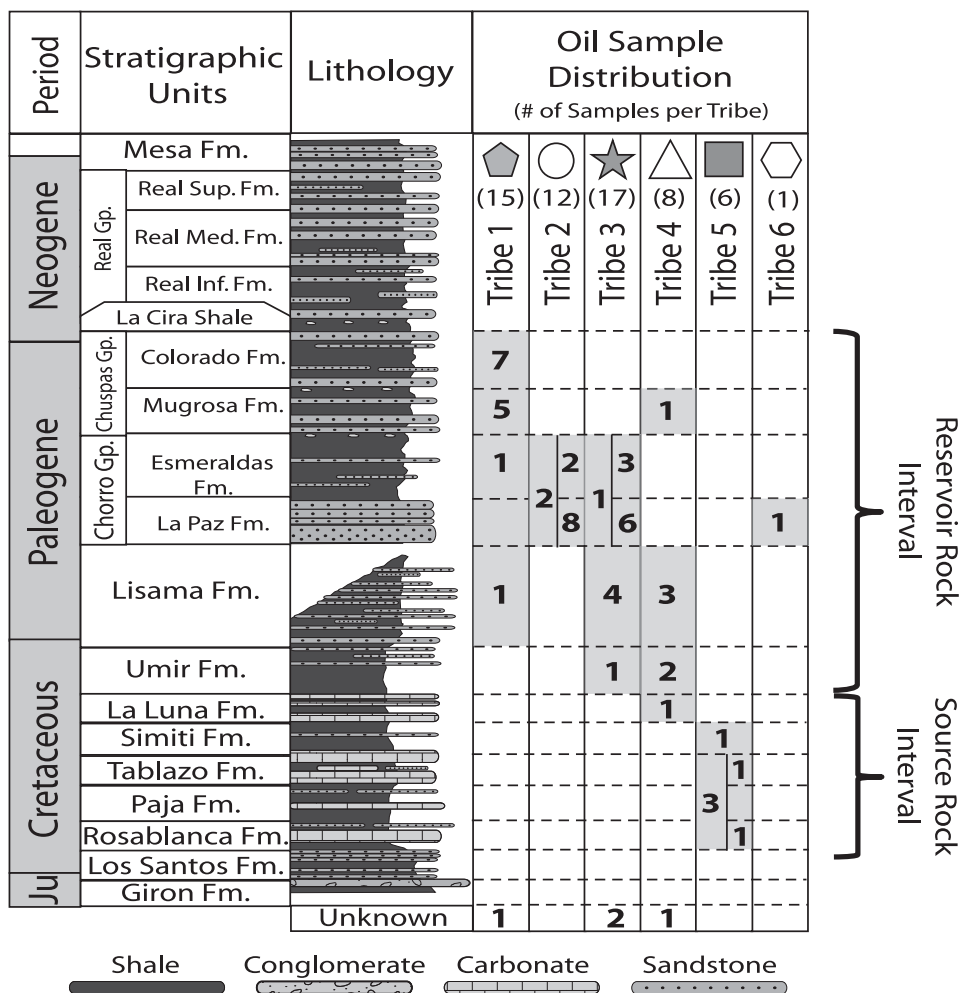 Period
Stratigraphic
Units
Lithology
Oil Sample
Distribution
(# of Samples per Tribe)
Mesa Fm.
Neogene
Real Gp.
Real Sup. Fm.
Real Med. Fm.
Real Inf. Fm.
La Cira Shale
(15) (12) (17) (8) (6) (1)
Tribe 1
Tribe 2
Tribe 3
Tribe 4
Tribe 5
Tribe 6
Paleogene
Chuspas Gp.
Colorado Fm.
7
Mugrosa Fm.
5 1
Chorro Gp.
Esmeraldas
Fm.
1 2 3
2 1
La Paz Fm.
8 6 1
Lisama Fm.
1 4 3
Reservoir Rock
Interval
Cretaceous
Umir Fm.
1 2
La Luna Fm.
1
Simiti Fm.
1
Tablazo Fm.
1
Paja Fm.
3
Rosablanca Fm.
1
Los Santos Fm.
Source Rock
Interval
Ju
Giron Fm.
Unknown
1 2 1
Shale Conglomerate Carbonate Sandstone